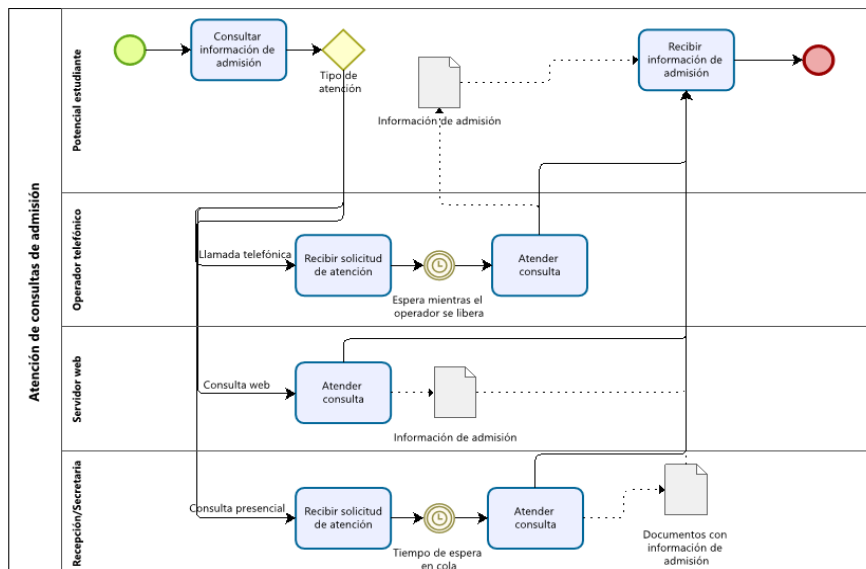 Atención de consultas de admisión
Potencial estudiante
Consultar
información de
admisión
Tipo de
atención
Información de admisión
Recibir
información de
admisión
Operador telefónico
Llamada telefónica
Recibir solicitud
de atención
Espera mientras el
operador se libera
Atender
consulta
Servidor web
Consulta web
Atender
consulta
Información de admisión
Recepción/Secretaria
Consulta presencial
Recibir solicitud
de atención
Tiempo de espera
en cola
Atender
consulta
Documentos con
información de
admisión